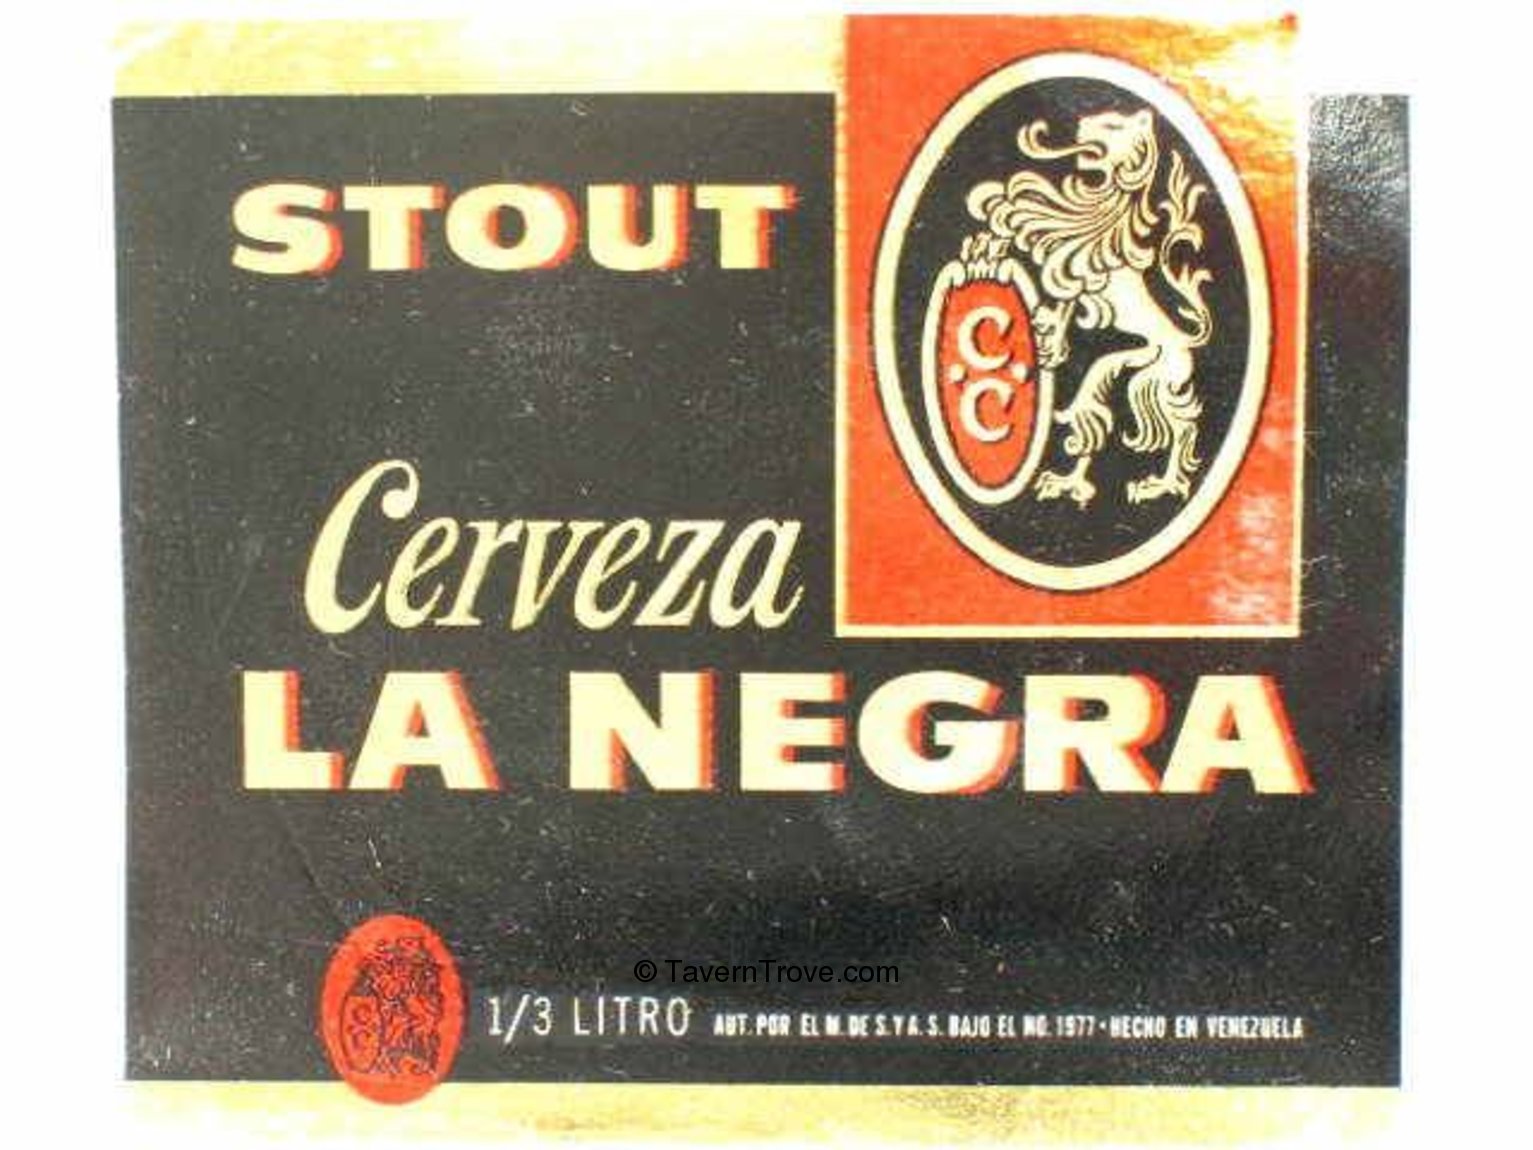 STOUT
C.C.
Cerveza
LA NEGRA
© TavernTrove.com
1/3 LITRO AUT. POR EL M. DE S. Y A. S. BAJO EL NO. 1977 • HECHO EN VENEZUELA